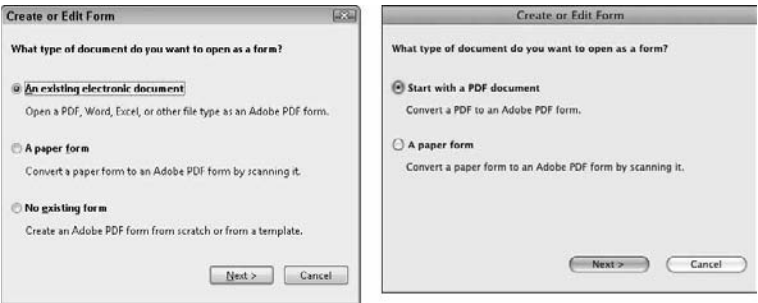 Create or Edit Form
What type of document do you want to open as a form?
An existing electronic document
Open a PDF, Word, Excel, or other file type as an Adobe PDF form.
A paper form
Convert a paper form to an Adobe PDF form by scanning it.
No existing form
Create an Adobe PDF form from scratch or from a template.
Next >
Cancel
Create or Edit Form
What type of document do you want to open as a form?
Start with a PDF document
Convert a PDF to an Adobe PDF form.
A paper form
Convert a paper form to an Adobe PDF form by scanning it.
Next >
Cancel